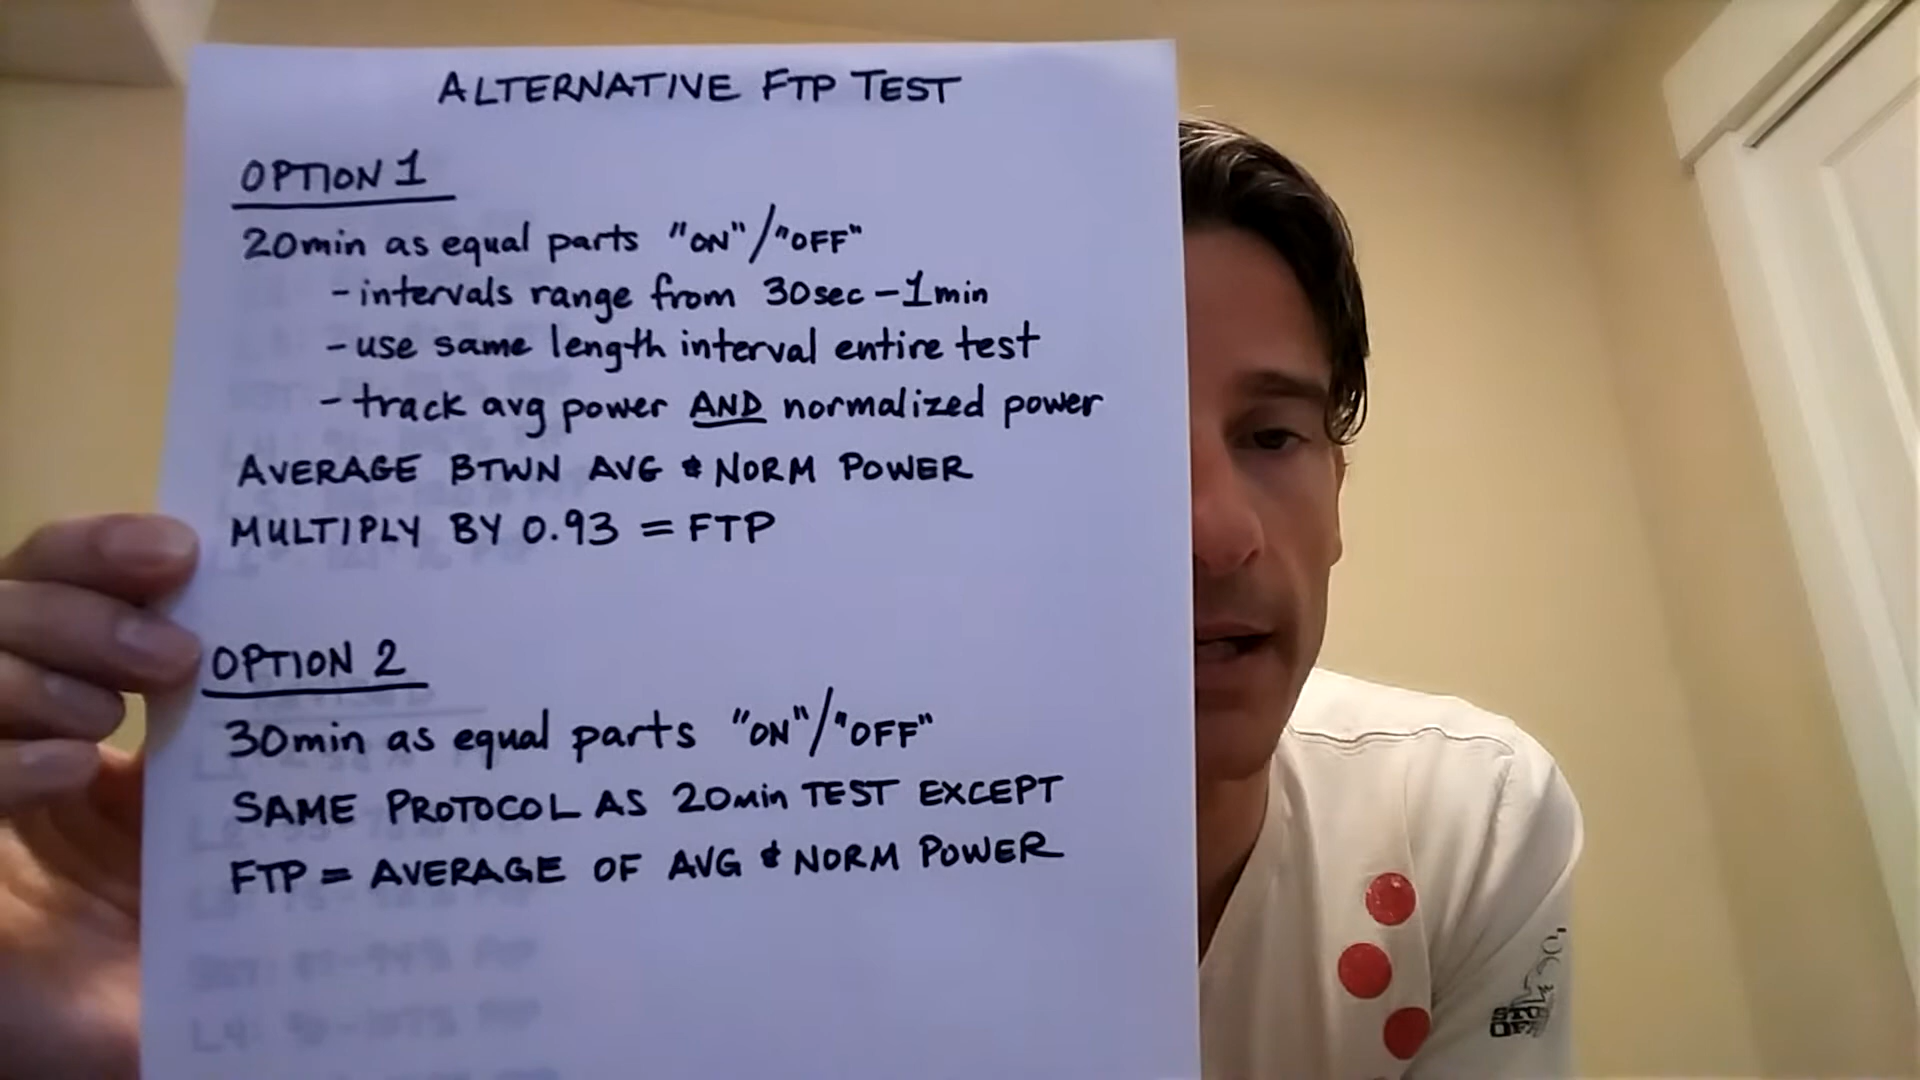 ALTERNATIVE FTP TEST
OPTION 1
20min as equal parts "ON"/"OFF"
- intervals range from 30sec - 1min
- use same length interval entire test
- track avg power AND normalized power
AVERAGE BTWN AVG & NORM POWER
MULTIPLY BY 0.93 = FTP
OPTION 2
30min as equal parts "ON"/"OFF"
SAME PROTOCOL AS 20min TEST EXCEPT
FTP = AVERAGE OF AVG & NORM POWER